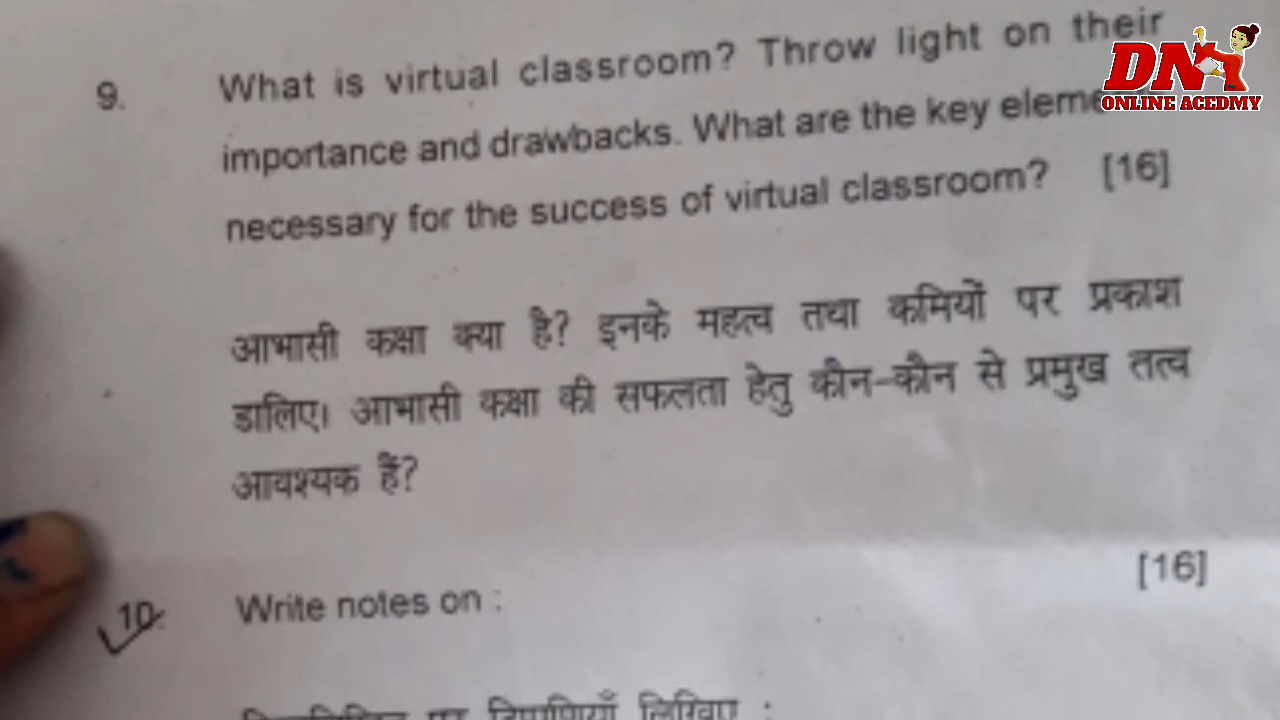 DN
ONLINE ACEDMY
9. What is virtual classroom? Throw light on their
importance and drawbacks. What are the key
necessary for the success of virtual classroom? [16]
आभासी कक्षा क्या है? इनके महत्व तथा कमियों पर प्रकाश
डालिए। आभासी कक्षा की सफलता हेतु कौन-कौन से प्रमुख तत्व
आवश्यक हैं?
10. Write notes on : [16]
पर टिप्पणियाँ लिखिए :